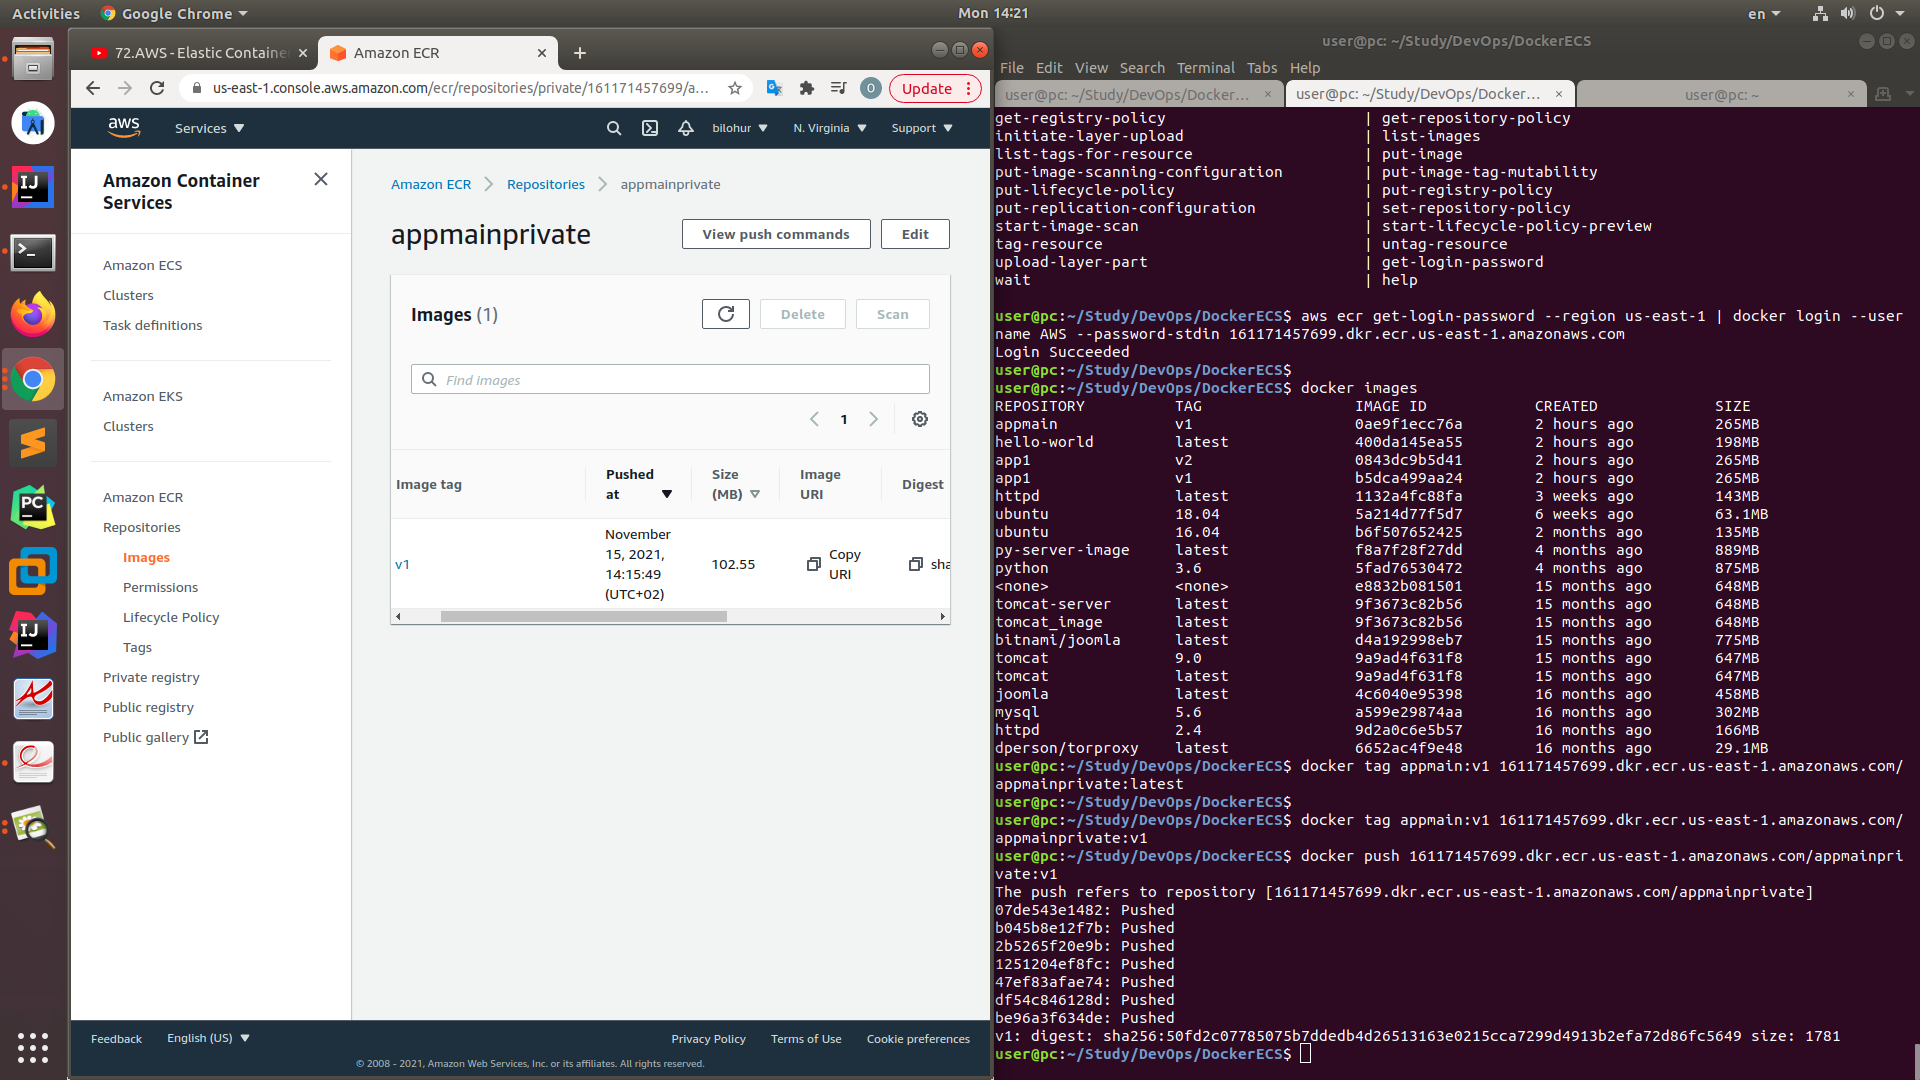 Activities
Google Chrome
Mon 14:21
en
72.AWS - Elastic Container
Amazon ECR
us-east-1.console.aws.amazon.com/ecr/repositories/private/161171457699/a...
O
Update
aws
Services
bilohur
N. Virginia
Support
Amazon Container
Services
Amazon ECS
Clusters
Task definitions
Amazon EKS
Clusters
Amazon ECR
Repositories
Images
Permissions
Lifecycle Policy
Tags
Private registry
Public registry
Public gallery
Amazon ECR
Repositories
appmainprivate
appmainprivate
View push commands
Edit
Images (1)
Delete
Scan
Find Images
1
Image tag
Pushed
at
Size
(MB)
Image
URI
Digest
v1
November
15, 2021,
14:15:49
(UTC+02)
102.55
Copy
URI
sha
Feedback
English (US)
Privacy Policy
Terms of Use
Cookie preferences
© 2008 - 2021, Amazon Web Services, Inc. or its affiliates. All rights reserved.
user@pc: ~/Study/DevOps/DockerECS
File Edit View Search Terminal Tabs Help
user@pc: ~/Study/DevOps/Docker...
user@pc: ~/Study/DevOps/Docker...
user@pc: ~
get-registry-policy | get-repository-policy
initiate-layer-upload | list-images
list-tags-for-resource | put-image
put-image-scanning-configuration | put-image-tag-mutability
put-lifecycle-policy | put-registry-policy
put-replication-configuration | set-repository-policy
start-image-scan | start-lifecycle-policy-preview
tag-resource | untag-resource
upload-layer-part | get-login-password
wait | help
user@pc:~/Study/DevOps/DockerECS$ aws ecr get-login-password --region us-east-1 | docker login --user
name AWS --password-stdin 161171457699.dkr.ecr.us-east-1.amazonaws.com
Login Succeeded
user@pc:~/Study/DevOps/DockerECS$
user@pc:~/Study/DevOps/DockerECS$ docker images
REPOSITORY TAG IMAGE ID CREATED SIZE
appmain v1 0ae9f1ecc76a 2 hours ago 265MB
hello-world latest 400da145ea55 2 hours ago 198MB
app1 v2 0843dc9b5d41 2 hours ago 265MB
app1 v1 b5dca499aa24 2 hours ago 265MB
httpd latest 1132a4fc88fa 3 weeks ago 143MB
ubuntu 18.04 5a214d77f5d7 6 weeks ago 63.1MB
ubuntu 16.04 b6f507652425 2 months ago 135MB
py-server-image latest f8a7f28f27dd 4 months ago 889MB
python 3.6 5fad76530472 4 months ago 875MB
<none> <none> e8832b081501 15 months ago 648MB
tomcat-server latest 9f3673c82b56 15 months ago 648MB
tomcat_image latest 9f3673c82b56 15 months ago 648MB
bitnami/joomla latest d4a192998eb7 15 months ago 775MB
tomcat 9.0 9a9ad4f631f8 15 months ago 647MB
tomcat latest 9a9ad4f631f8 15 months ago 647MB
joomla latest 4c6040e95398 16 months ago 458MB
mysql 5.6 a599e29874aa 16 months ago 302MB
httpd 2.4 9d2a0c6e5b57 16 months ago 166MB
dperson/torproxy latest 6652ac4f9e48 16 months ago 29.1MB
user@pc:~/Study/DevOps/DockerECS$ docker tag appmain:v1 161171457699.dkr.ecr.us-east-1.amazonaws.com/
appmainprivate:latest
user@pc:~/Study/DevOps/DockerECS$
user@pc:~/Study/DevOps/DockerECS$ docker tag appmain:v1 161171457699.dkr.ecr.us-east-1.amazonaws.com/
appmainprivate:v1
user@pc:~/Study/DevOps/DockerECS$ docker push 161171457699.dkr.ecr.us-east-1.amazonaws.com/appmainpri
vate:v1
The push refers to repository [161171457699.dkr.ecr.us-east-1.amazonaws.com/appmainprivate]
07de543e1482: Pushed
b045b8e12f7b: Pushed
2b5265f20e9b: Pushed
1251204ef8fc: Pushed
47ef83afae74: Pushed
df54c846128d: Pushed
be96a3f634de: Pushed
v1: digest: sha256:50fd2c07785075b7ddedb4d26513163e0215cca7299d4913b2efa72d86fc5649 size: 1781
user@pc:~/Study/DevOps/DockerECS$
IJ
PC
IJ